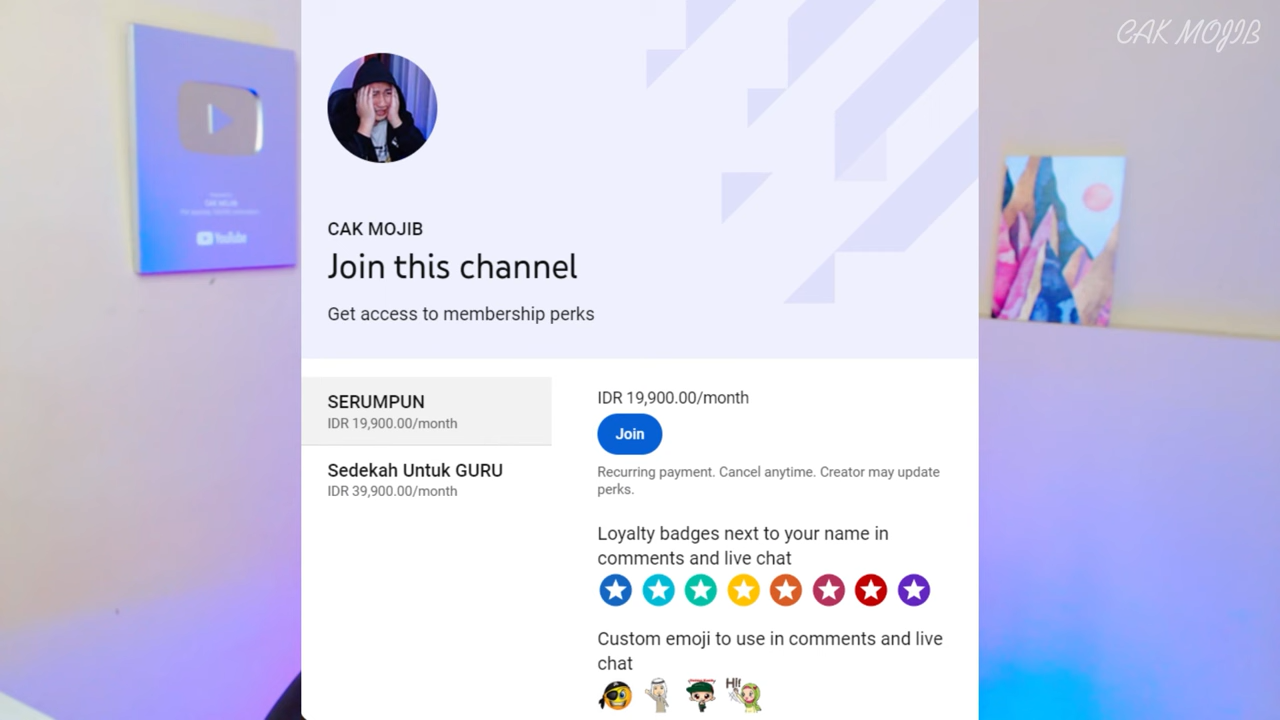 CAK MOJIB
YouTube
CAK MOJIB
Join this channel
Get access to membership perks
SERUMPUN
IDR 19,900.00/month
Sedekah Untuk GURU
IDR 39,900.00/month
IDR 19,900.00/month
Join
Recurring payment. Cancel anytime. Creator may update
perks.
Loyalty badges next to your name in
comments and live chat
Custom emoji to use in comments and live
chat
HI!